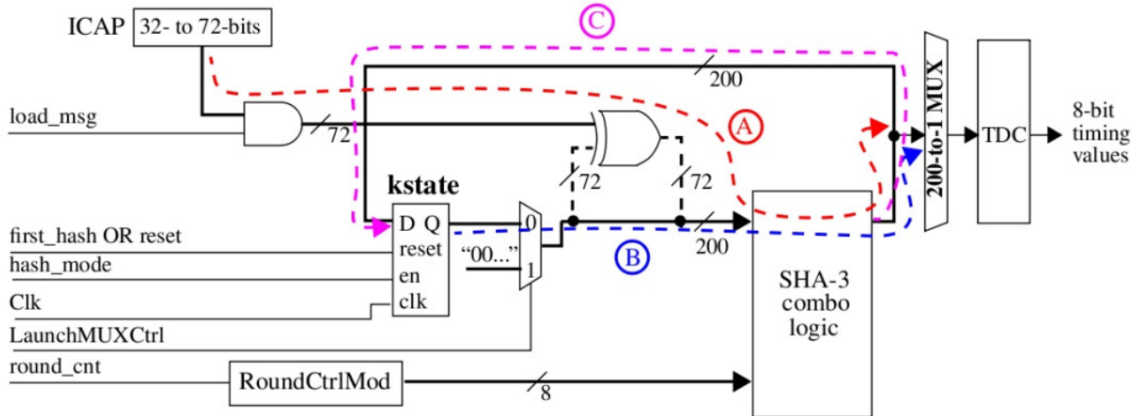 ICAP
32- to 72-bits
C
200
load_msg
72
A
200-to-1 MUX
TDC
8-bit
timing
values
72
72
kstate
D Q
reset
en
clk
0
1
"00..."
200
B
first_hash OR reset
hash_mode
Clk
LaunchMUXCtrl
round_cnt
RoundCtrlMod
8
SHA-3
combo
logic